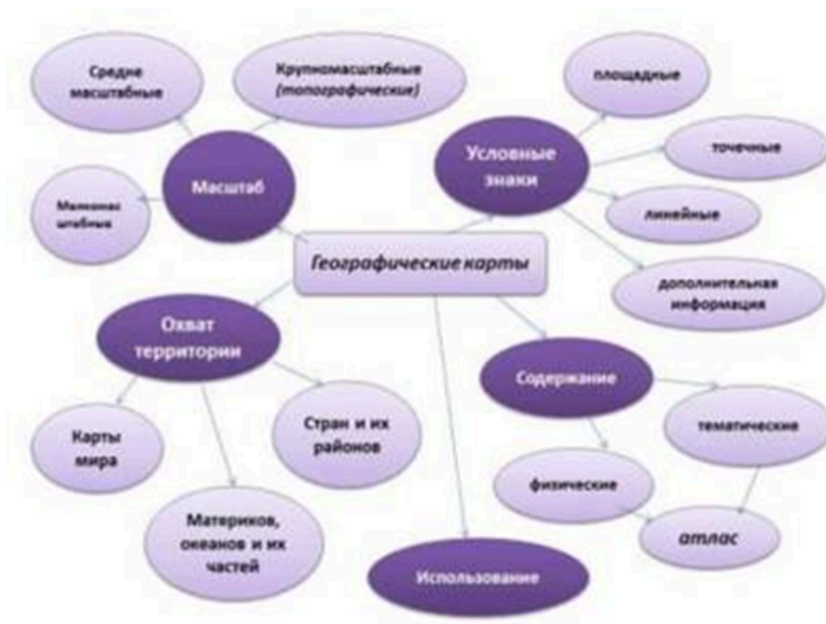 Средне
масштабные
Крупномасштабные
(топографические)
площадные
Масштаб
Условные
знаки
точечные
Мелкомас
штабные
линейные
Географические карты
дополнительная
информация
Охват
территории
Содержание
Карты
мира
Стран и их
районов
тематические
физические
Материков,
океанов и их
частей
атлас
Использование